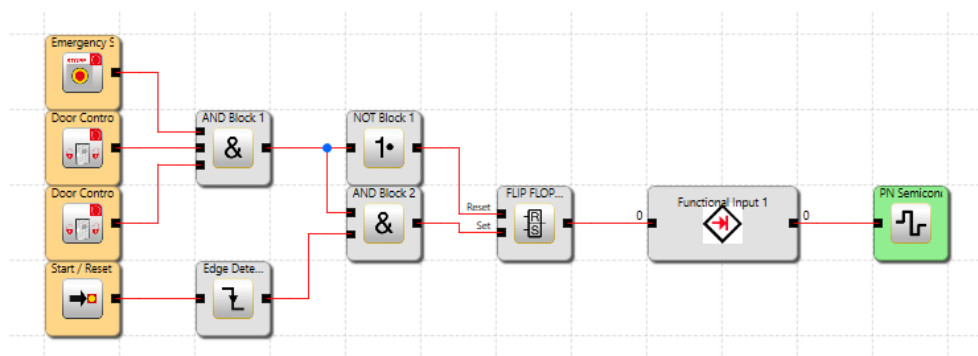 Emergency S
Door Contro
AND Block 1
&
NOT Block 1
1
Door Contro
AND Block 2
&
Reset
Set
FLIP FLOP...
R
S
0
Functional Input 1
0
PN Semicon
Start / Reset
Edge Dete...